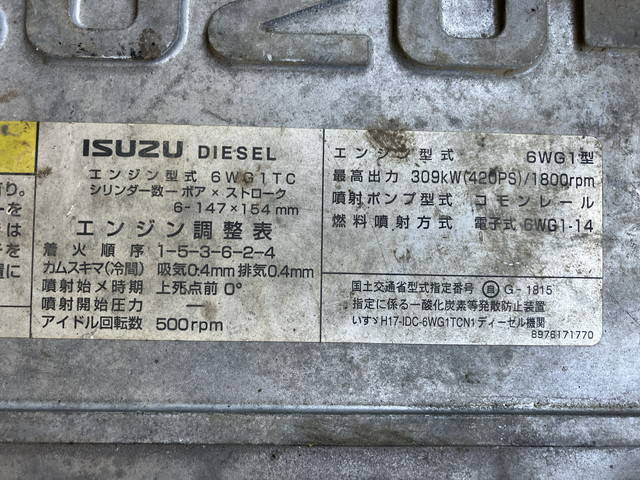 ISUZU DIESEL
エンジン型式 6WG1TC
シリンダー数ーボア×ストローク
6-147×154mm
エンジン調整表
着火順序 1-5-3-6-2-4
カムスキマ(冷間) 吸気0.4mm 排気0.4mm
噴射始メ時期 上死点前0°
噴射開始圧力 ―
アイドル回転数 500rpm
エンジン型式 6WG1型
最高出力 309kW(420PS)/1800rpm
噴射ポンプ型式 コモンレール
燃料噴射方式 電子式6WG1-14
国土交通省型式指定番号 G-1815
指定に係る一酸化炭素等発散防止装置
いすゞH17-IDC-6WG1TCN1ディーゼル機関
8976171770